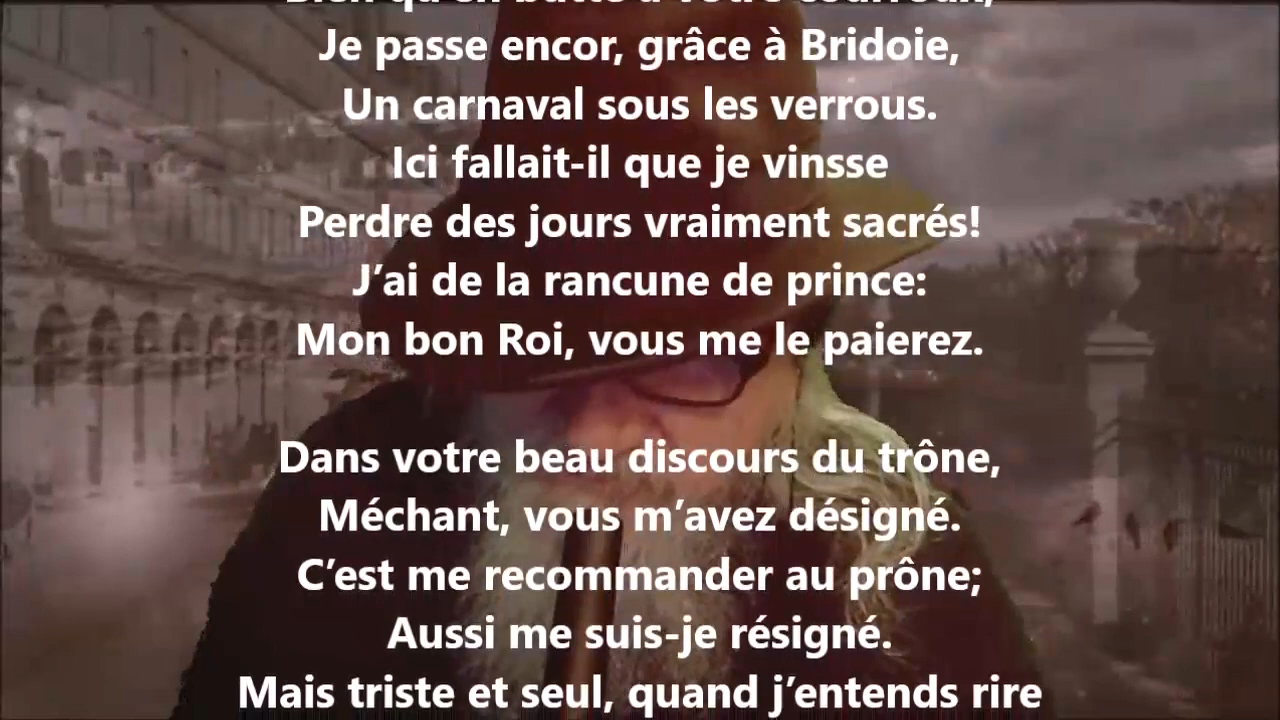 Je passe encor, grâce à Bridoie,
Un carnaval sous les verrous.
Ici fallait-il que je vinsse
Perdre des jours vraiment sacrés!
J’ai de la rancune de prince:
Mon bon Roi, vous me le paierez.
Dans votre beau discours du trône,
Méchant, vous m’avez désigné.
C’est me recommander au prône;
Aussi me suis-je résigné.
Mais triste et seul, quand j’entends rire